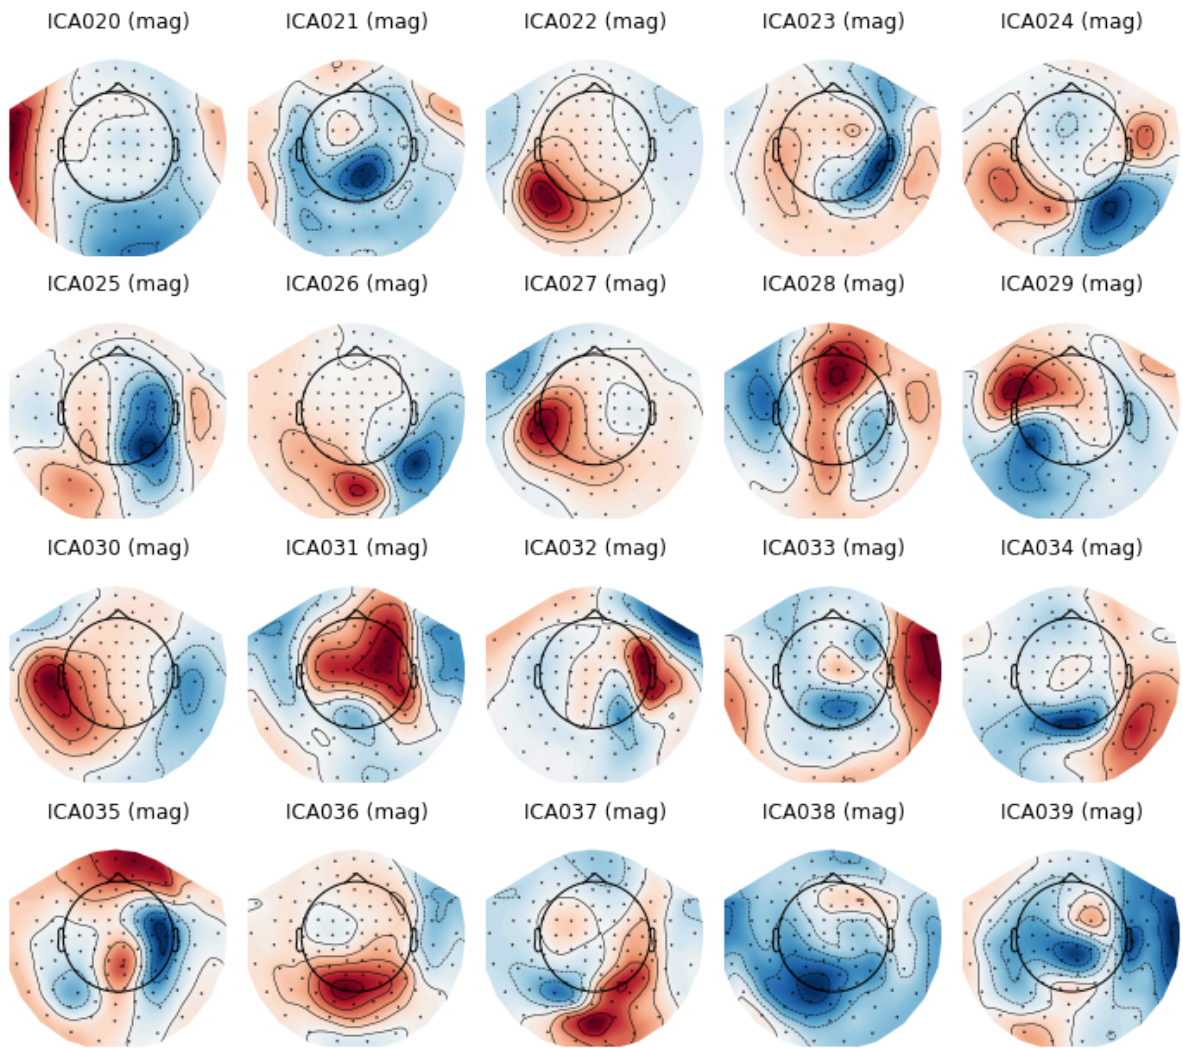 ICA020 (mag) ICA021 (mag) ICA022 (mag) ICA023 (mag) ICA024 (mag)
ICA025 (mag) ICA026 (mag) ICA027 (mag) ICA028 (mag) ICA029 (mag)
ICA030 (mag) ICA031 (mag) ICA032 (mag) ICA033 (mag) ICA034 (mag)
ICA035 (mag) ICA036 (mag) ICA037 (mag) ICA038 (mag) ICA039 (mag)